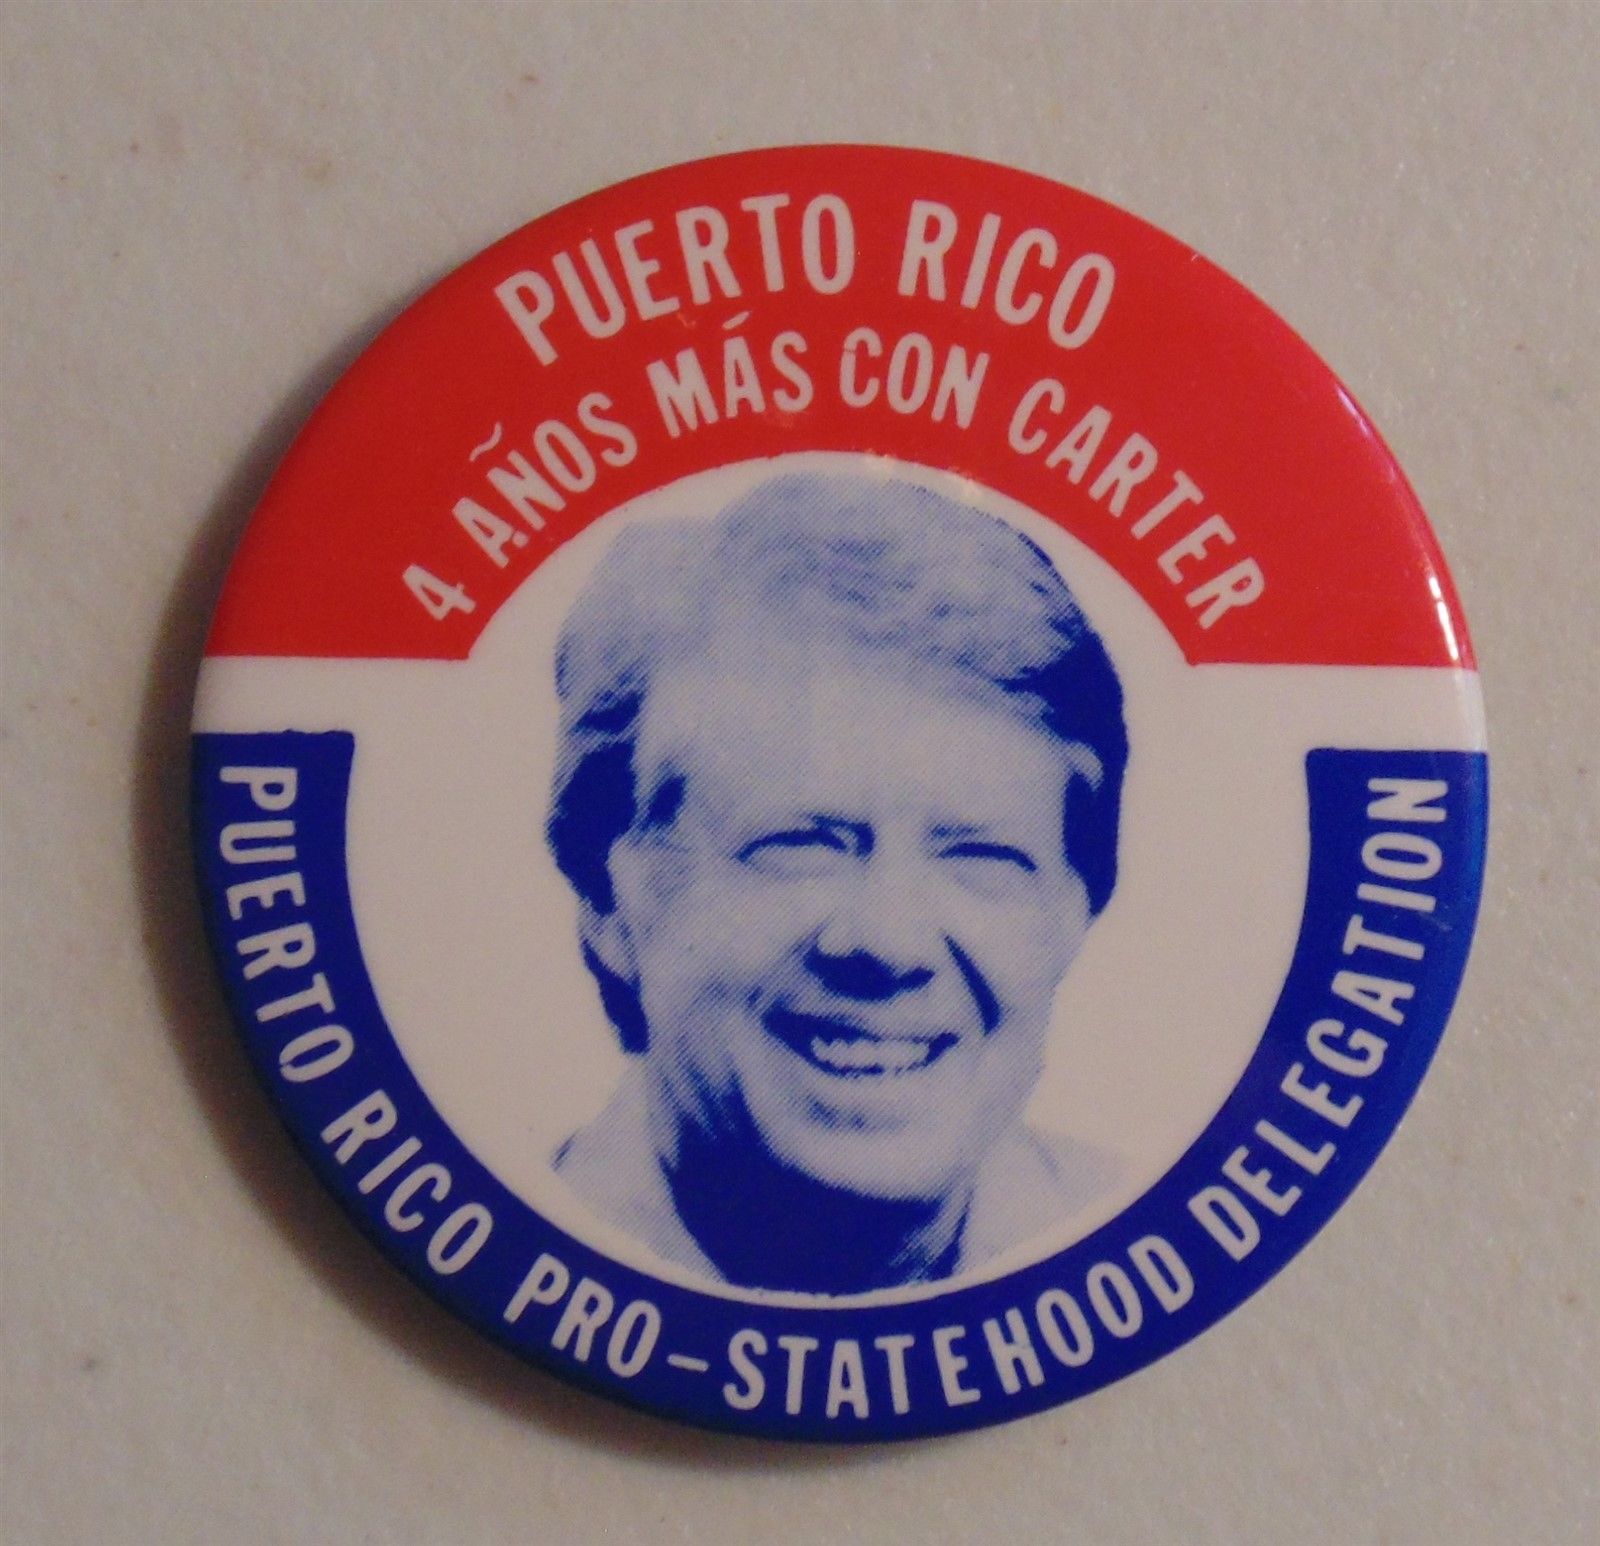 PUERTO RICO
4 AÑOS MÁS CON CARTER
PUERTO RICO PRO-STATEHOOD DELEGATION